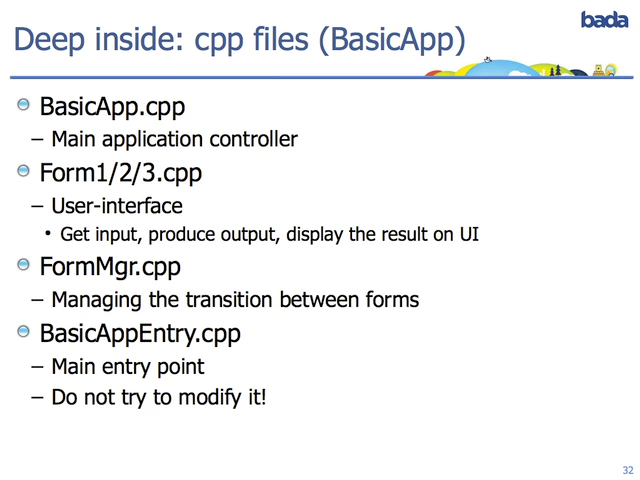 bada
Deep inside: cpp files (BasicApp)
BasicApp.cpp
– Main application controller
Form1/2/3.cpp
– User-interface
• Get input, produce output, display the result on UI
FormMgr.cpp
– Managing the transition between forms
BasicAppEntry.cpp
– Main entry point
– Do not try to modify it!
32